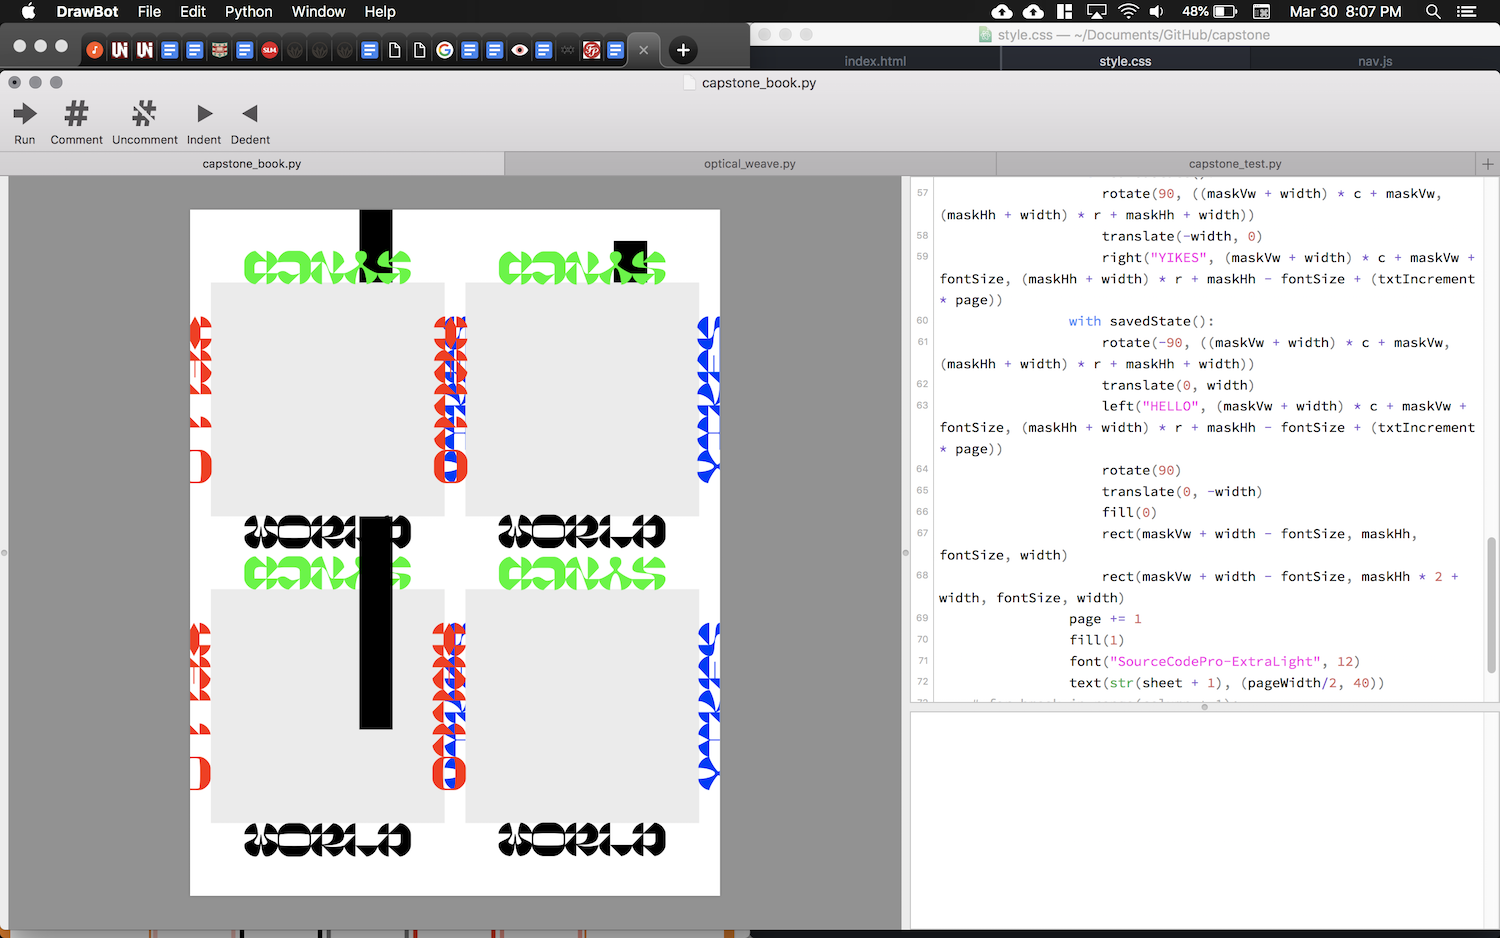 DrawBot File Edit Python Window Help 48% Mar 30 8:07 PM
style.css — ~/Documents/GitHub/capstone
index.html style.css nav.js
capstone_book.py
Run Comment Uncomment Indent Dedent
capstone_book.py optical_weave.py capstone_test.py
57 rotate(90, ((maskVw + width) * c + maskVw,
(maskHh + width) * r + maskHh + width))
58 translate(-width, 0)
59 right("YIKES", (maskVw + width) * c + maskVw +
fontSize, (maskHh + width) * r + maskHh - fontSize + (txtIncrement
* page))
60 with savedState():
61 rotate(-90, ((maskVw + width) * c + maskVw,
(maskHh + width) * r + maskHh + width))
62 translate(0, width)
63 left("HELLO", (maskVw + width) * c + maskVw +
fontSize, (maskHh + width) * r + maskHh - fontSize + (txtIncrement
* page))
64 rotate(90)
65 translate(0, -width)
66 fill(0)
67 rect(maskVw + width - fontSize, maskHh,
fontSize, width)
68 rect(maskVw + width - fontSize, maskHh * 2 +
width, fontSize, width)
69 page += 1
70 fill(1)
71 font("SourceCodePro-ExtraLight", 12)
72 text(str(sheet + 1), (pageWidth/2, 40))
WORLD
WORLD
WORLD
WORLD